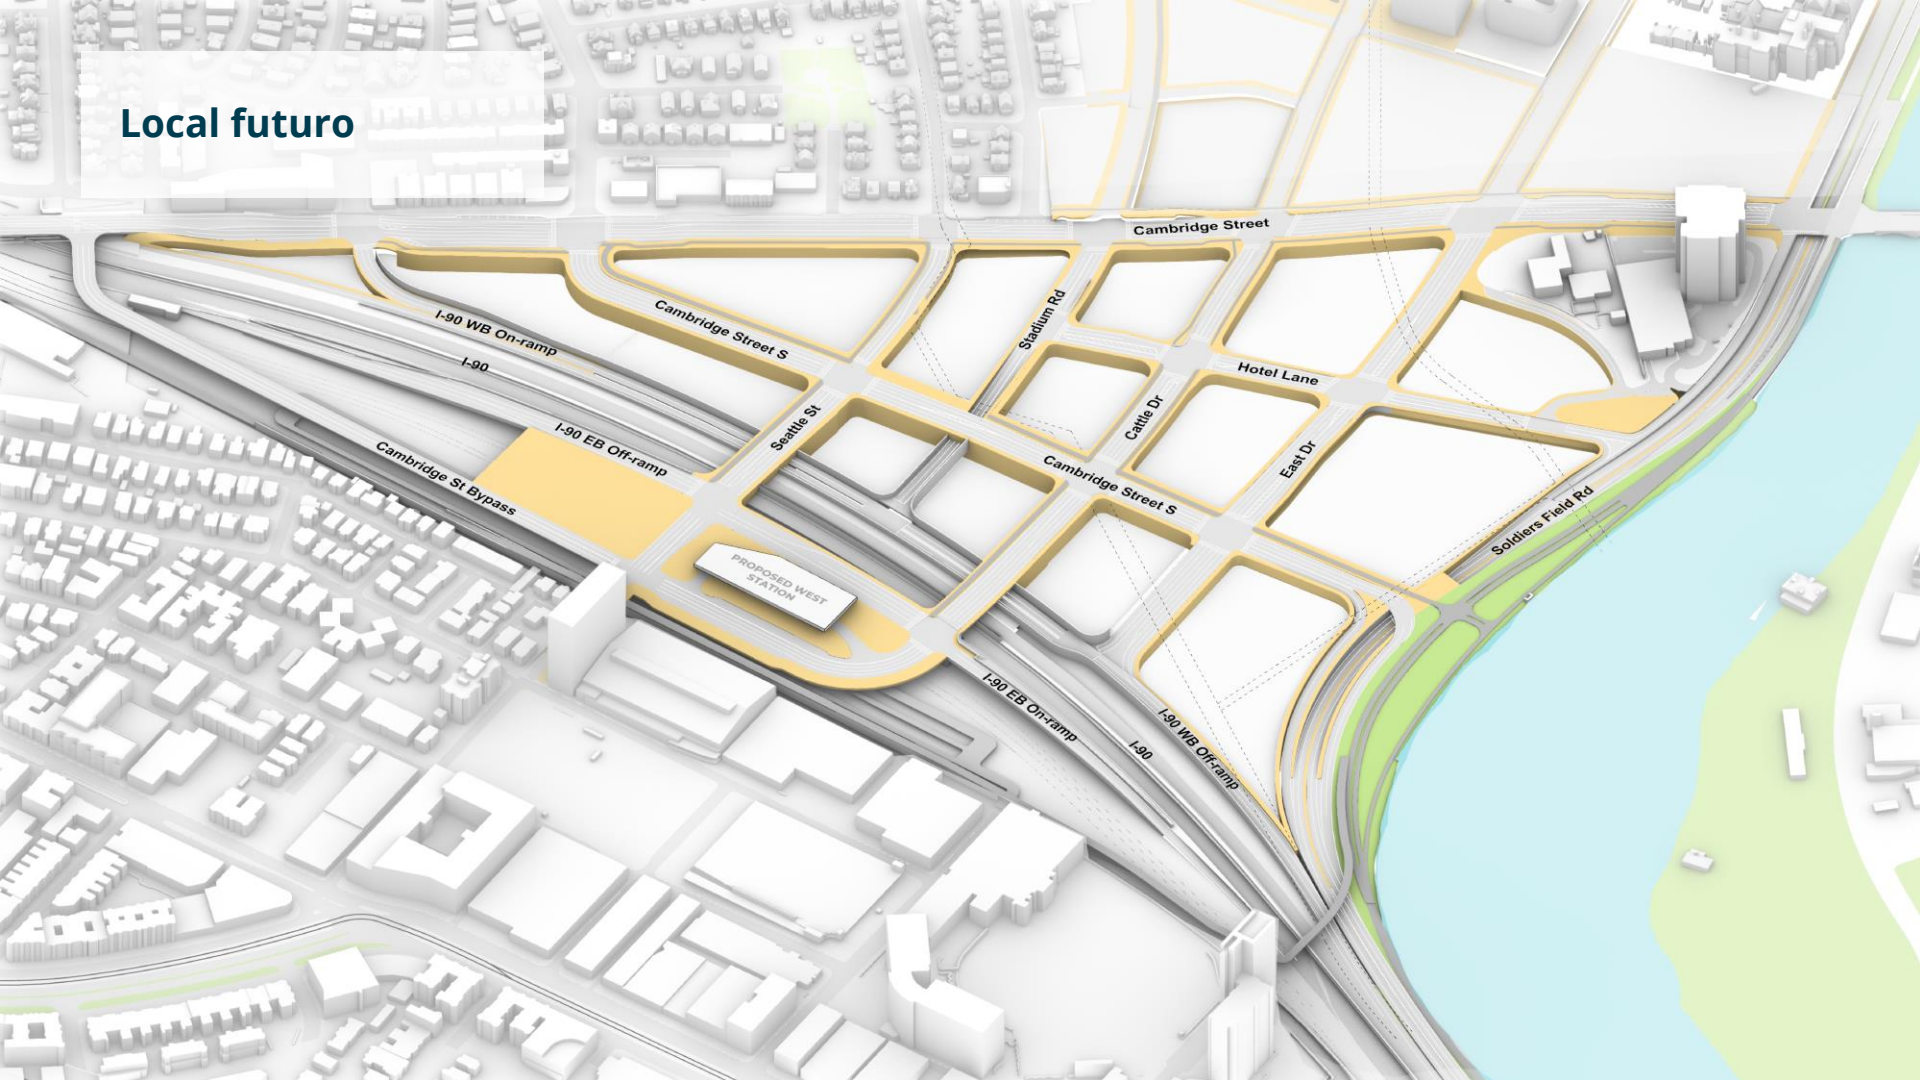 Local futuro
Cambridge Street
Cambridge Street S
Stadium Rd
I-90 WB On-ramp
I-90
Hotel Lane
Cattle Dr
Seattle St
East Dr
I-90 EB Off-ramp
Cambridge St Bypass
Cambridge Street S
Soldiers Field Rd
PROPOSED WEST
STATION
I-90 EB On-ramp
I-90
I-90 WB Off-ramp